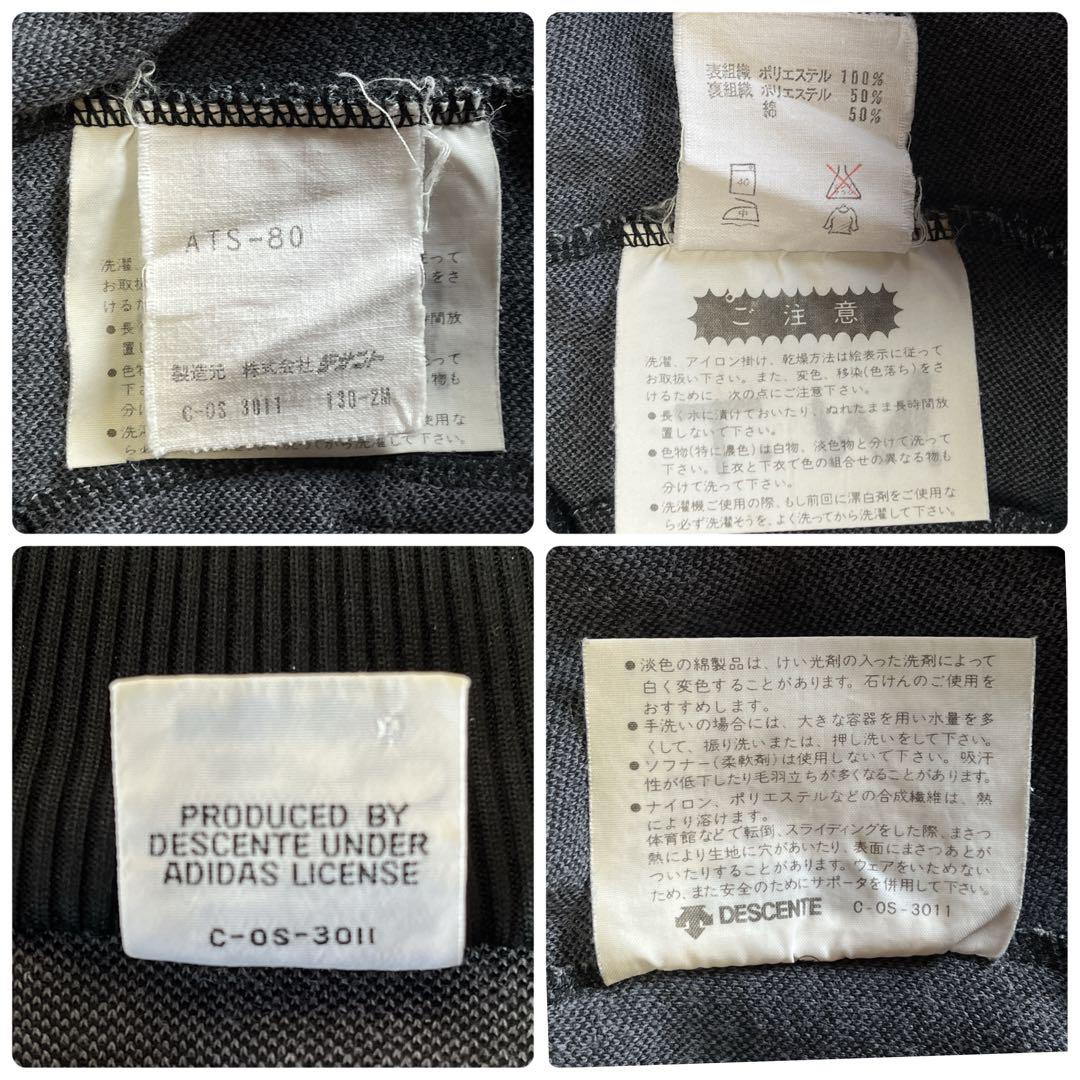 ATS-80
洗濯、
お取扱
けるた
●長
置し
●色物
下さ
分け
●洗
って
をさ
時間放
って
物も
使用な
製造元 株式会社 デサント
C-OS 3011 130-2M
表組織 ポリエステル 100%
裏組織 ポリエステル 50%
綿 50%
40
中
ご注意
洗濯、アイロン掛け、乾燥方法は絵表示に従って
お取扱い下さい。また、変色、移染(色落ち)をさ
けるために、次の点にご注意下さい。
●長く水に漬けておいたり、ぬれたまま長時間放
置しないで下さい。
●色物(特に濃色)は白物、淡色物と分けて洗って
下さい。上衣と下衣で色の組合せの異なる物も
分けて洗って下さい。
●洗濯機ご使用の際、もし前回に漂白剤をご使用な
ら必ず洗濯そうを、よく洗ってから洗濯して下さい。
PRODUCED BY
DESCENTE UNDER
ADIDAS LICENSE
C-OS-3011
●淡色の綿製品は、けい光剤の入った洗剤によって
白く変色することがあります。石けんのご使用を
おすすめします。
●手洗いの場合には、大きな容器を用い水量を多
くして、振り洗いまたは、押し洗いをして下さい。
●ソフナー(柔軟剤)は使用しないで下さい。吸汗
性が低下したり毛羽立ちが多くなることがあります。
●ナイロン、ポリエステルなどの合成繊維は、熱
により溶けます。
体育館などで転倒、スライディングをした際、まさつ
熱により生地に穴があいたり、表面にまさつあとが
ついたりすることがあります。ウェアをいためない
ため、また安全のためにサポータを併用して下さい。
DESCENTE C-OS-3011